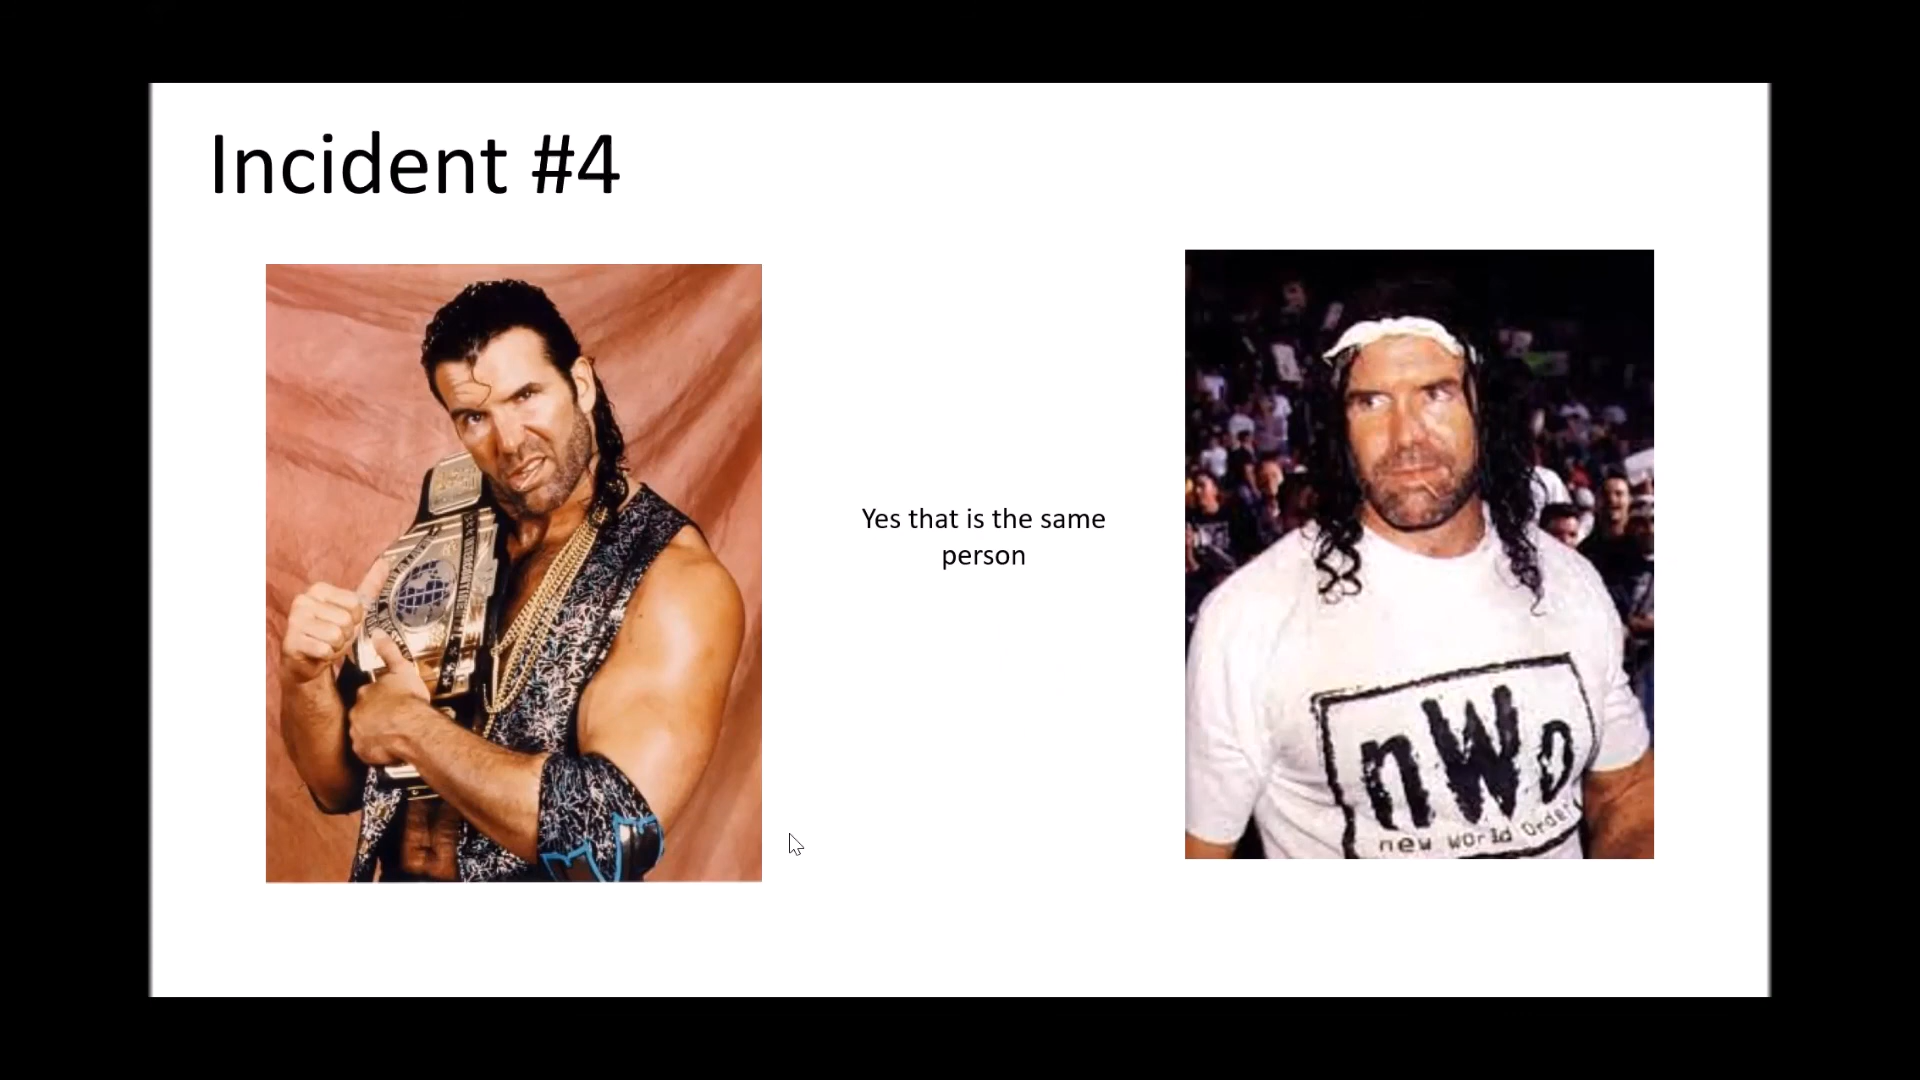 Incident #4
Yes that is the same
person
nWo
new world Order